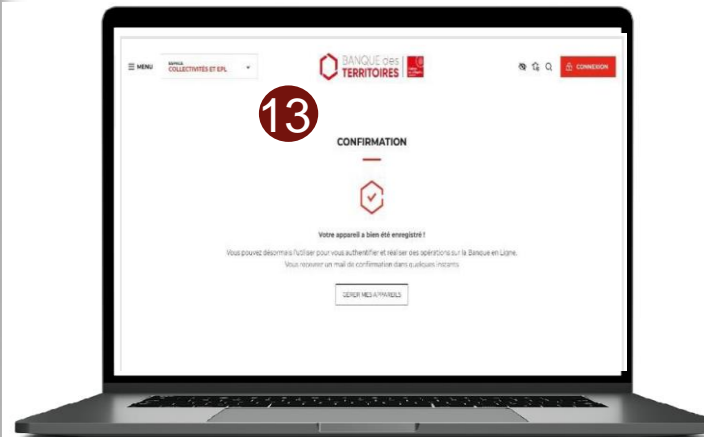 MENU
ESPACE
COLLECTIVITÉS ET EPL
BANQUE des
TERRITOIRES
CONNEXION
13
CONFIRMATION
Votre appareil a bien été enregistré !
Vous pouvez désormais l'utiliser pour vous authentifier et réaliser des opérations sur la Banque en Ligne.
Vous recevrez un mail de confirmation dans quelques instants
GÉRER MES APPAREILS